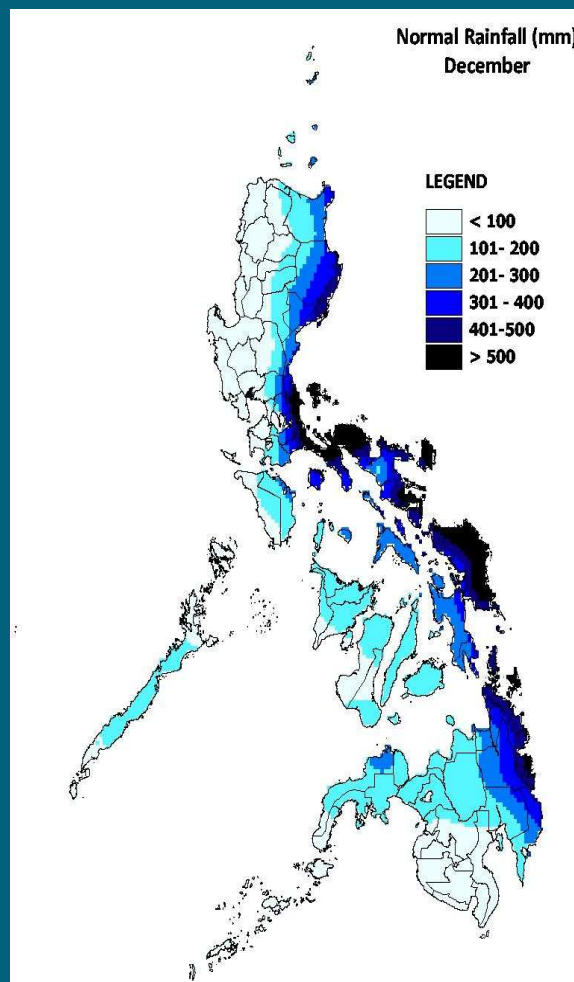 Normal Rainfall (mm)
December
LEGEND
< 100
101- 200
201- 300
301 - 400
401-500
> 500